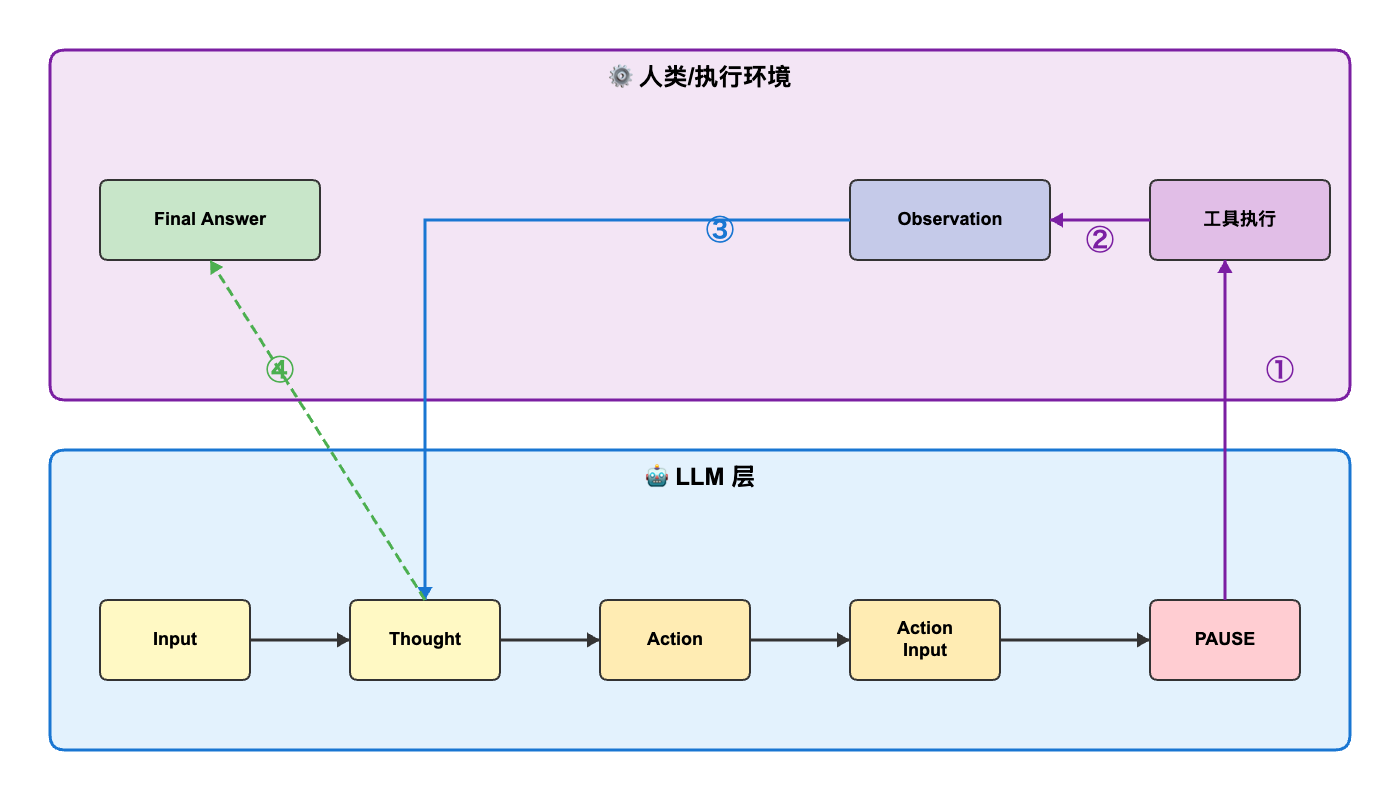 ⚙️ 人类/执行环境
Final Answer
Observation
工具执行
③
②
④
①
🤖 LLM 层
Input
Thought
Action
Action
Input
PAUSE